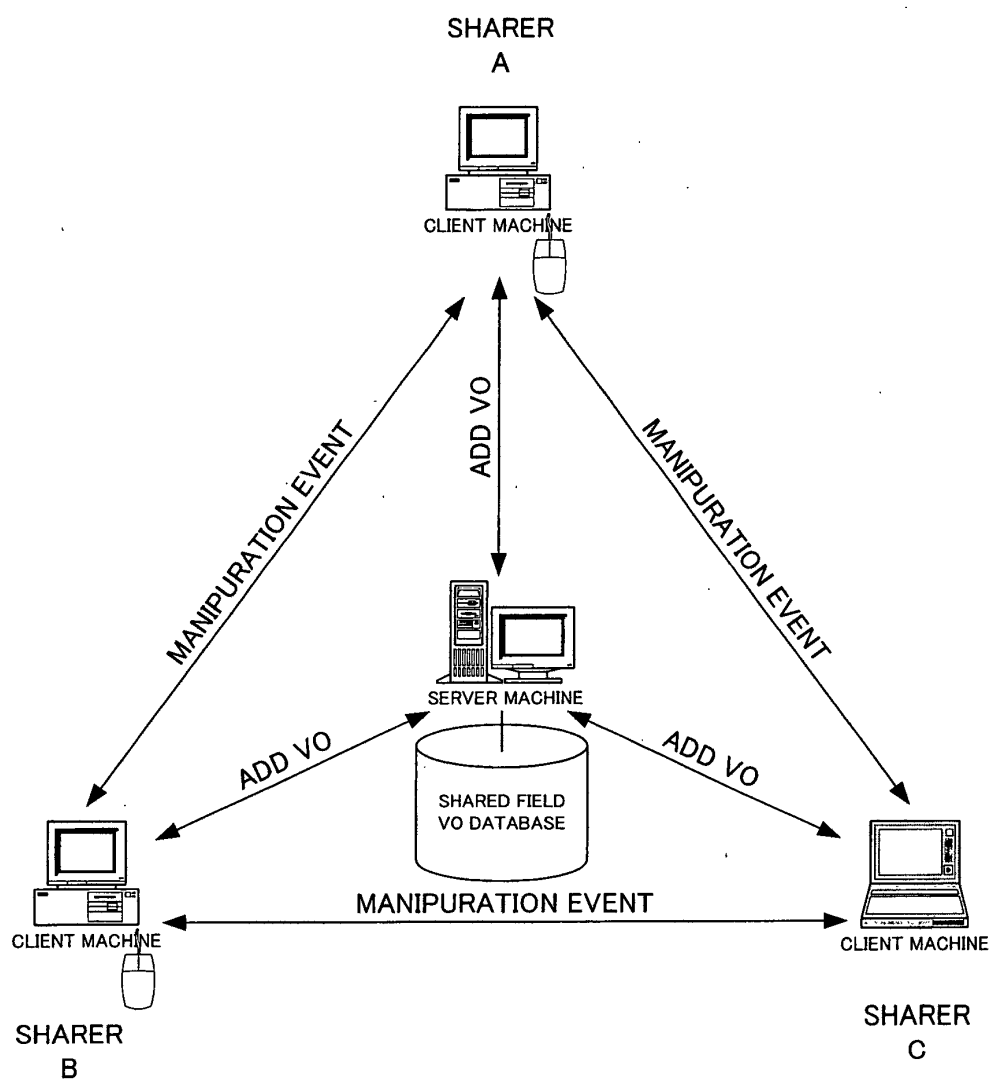 SHARER
A
CLIENT MACHINE
ADD VO
MANIPURATION EVENT
MANIPURATION EVENT
SERVER MACHINE
ADD VO
ADD VO
SHARED FIELD
VO DATABASE
MANIPURATION EVENT
CLIENT MACHINE
CLIENT MACHINE
SHARER
B
SHARER
C